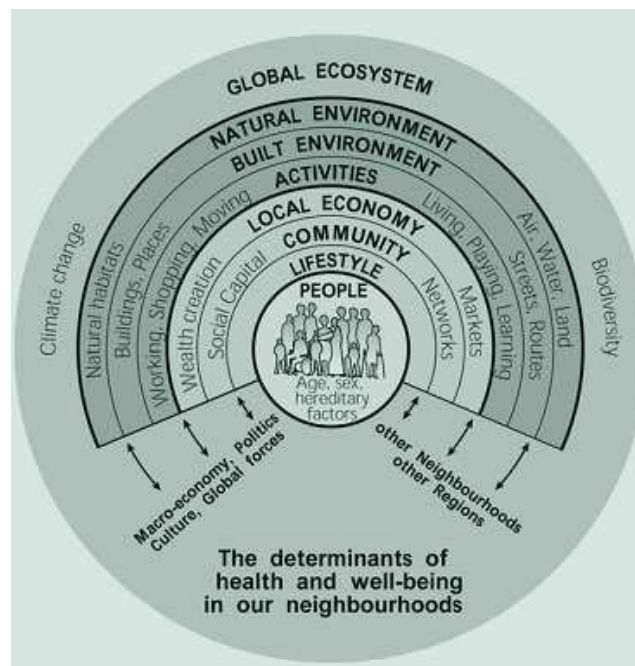 GLOBAL ECOSYSTEM
NATURAL ENVIRONMENT
BUILT ENVIRONMENT
ACTIVITIES
LOCAL ECONOMY
COMMUNITY
LIFESTYLE
PEOPLE
Age, sex,
hereditary
factors
Climate change
Natural habitats
Buildings, Places
Working, Shopping, Moving
Wealth creation
Social Capital
Networks
Markets
Living, Playing, Learning
Streets, Routes
Air, Water, Land
Biodiversity
Macro-economy, Politics
Culture, Global forces
other Neighbourhoods
other Regions
The determinants of
health and well-being
in our neighbourhoods